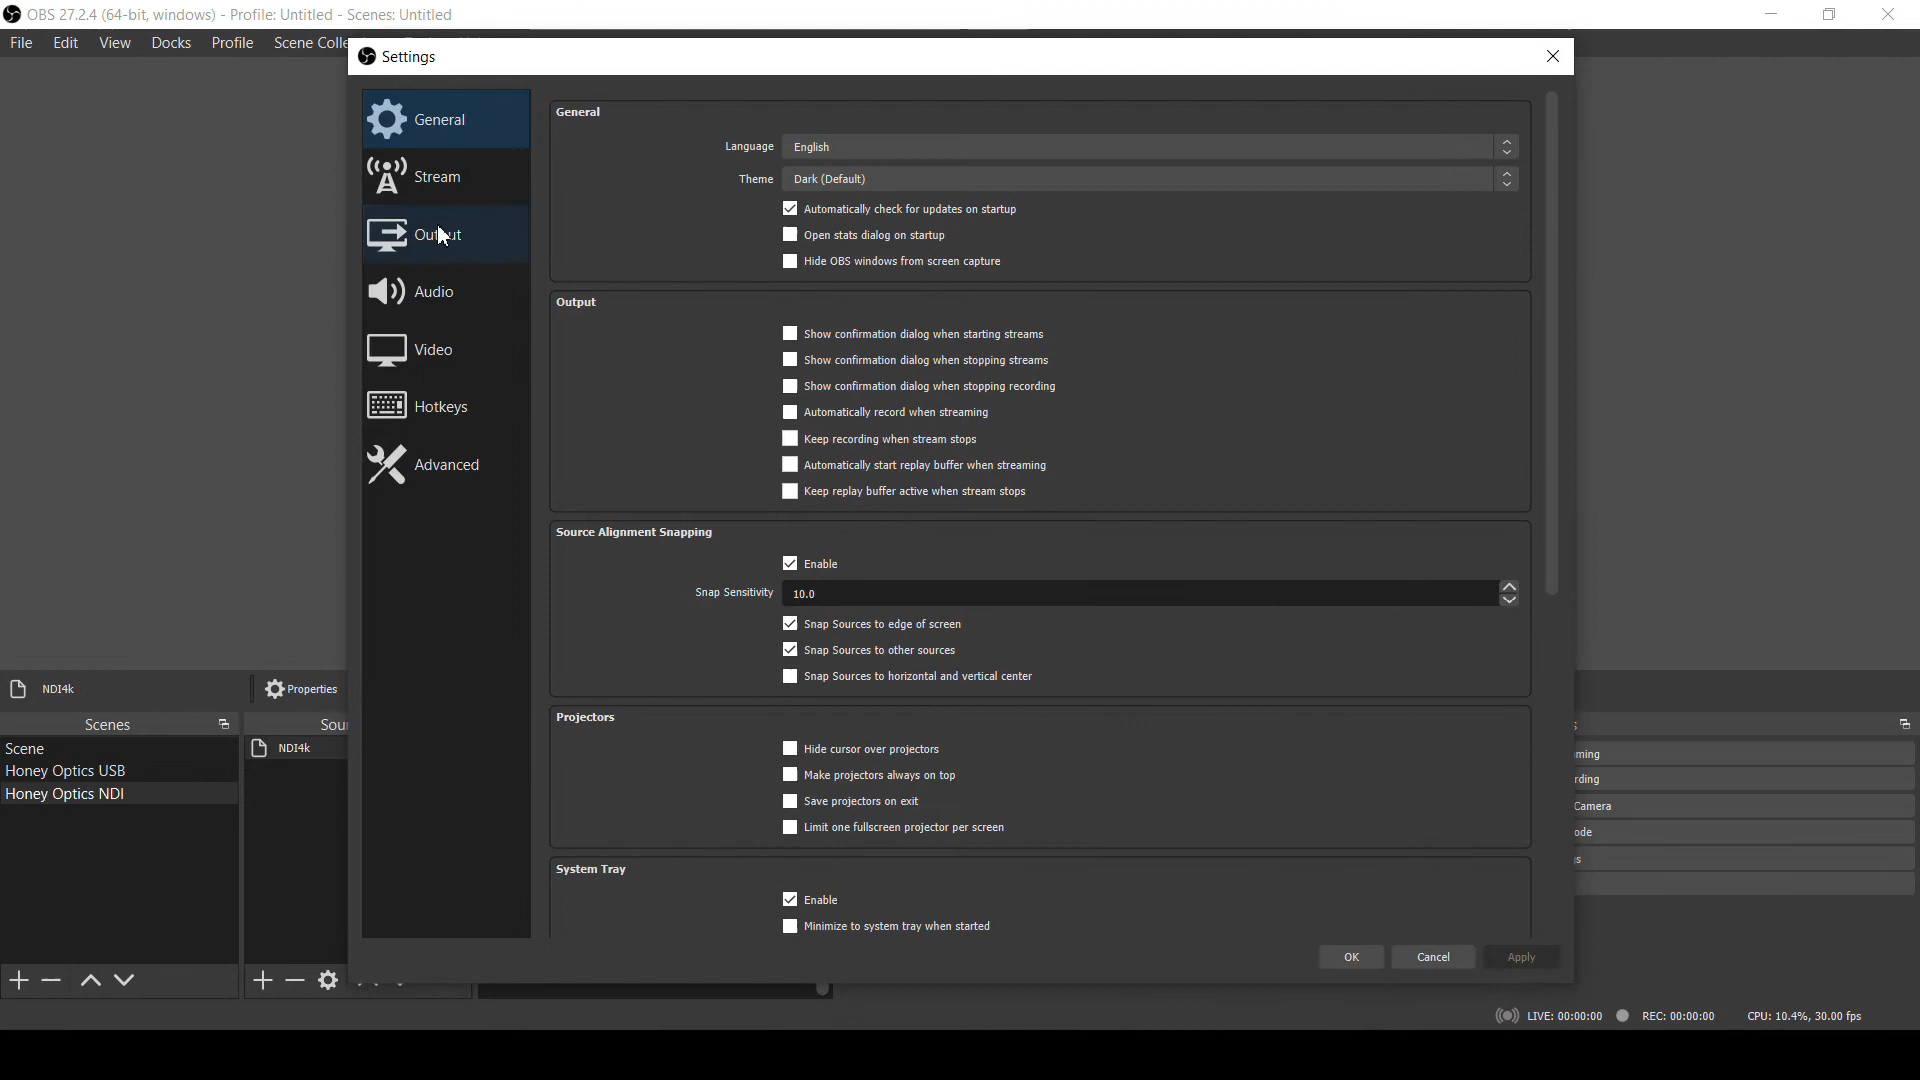 OBS 27.2.4 (64-bit, windows) - Profile: Untitled - Scenes: Untitled
File Edit View Docks Profile Scene Colle
Settings
General
Stream
Output
Audio
Video
Hotkeys
Advanced
General
Language English
Theme Dark (Default)
Automatically check for updates on startup
Open stats dialog on startup
Hide OBS windows from screen capture
Output
Show confirmation dialog when starting streams
Show confirmation dialog when stopping streams
Show confirmation dialog when stopping recording
Automatically record when streaming
Keep recording when stream stops
Automatically start replay buffer when streaming
Keep replay buffer active when stream stops
Source Alignment Snapping
Enable
Snap Sensitivity 10.0
Snap Sources to edge of screen
Snap Sources to other sources
Snap Sources to horizontal and vertical center
Projectors
Hide cursor over projectors
Make projectors always on top
Save projectors on exit
Limit one fullscreen projector per screen
System Tray
Enable
Minimize to system tray when started
OK Cancel Apply
NDI4k Properties
Scenes
Scene
Honey Optics USB
Honey Optics NDI
Sour
NDI4k
s
ming
rding
Camera
ode
gs
LIVE: 00:00:00 REC: 00:00:00 CPU: 10.4%, 30.00 fps